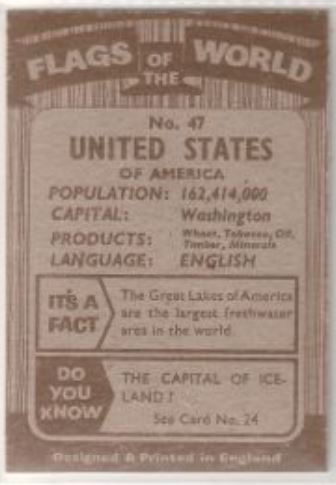 FLAGS OF THE WORLD
No. 47
UNITED STATES
OF AMERICA
POPULATION: 162,414,000
CAPITAL: Washington
PRODUCTS: Wheat, Tobacco, Oil,
Timber, Minerals
LANGUAGE: ENGLISH
IT'S A FACT
The Great Lakes of America
are the largest freshwater
area in the world.
DO YOU KNOW
THE CAPITAL OF ICE-
LAND?
See Card No. 24
Designed & Printed in England